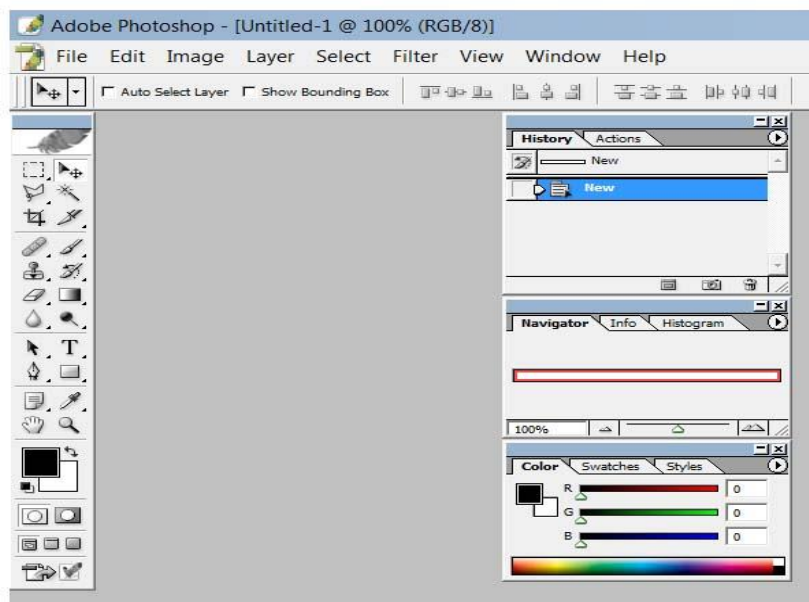 Adobe Photoshop - [Untitled-1 @ 100% (RGB/8)]
File Edit Image Layer Select Filter View Window Help
Auto Select Layer Show Bounding Box
History Actions
New
New
Navigator Info Histogram
100%
Color Swatches Styles
R 0
G 0
B 0
T